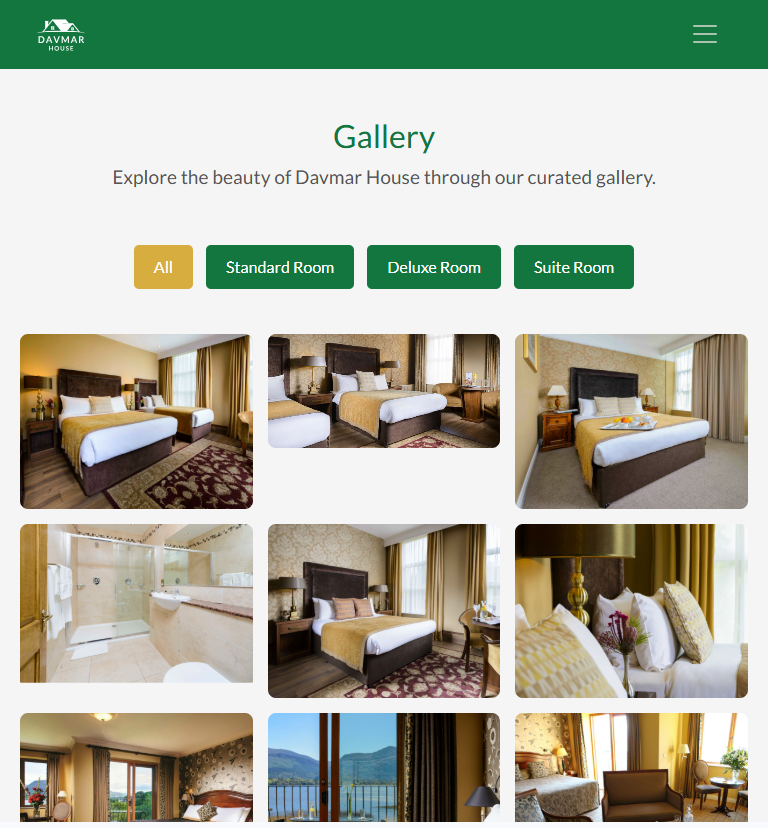 DAVMAR
HOUSE
Gallery
Explore the beauty of Davmar House through our curated gallery.
All
Standard Room
Deluxe Room
Suite Room